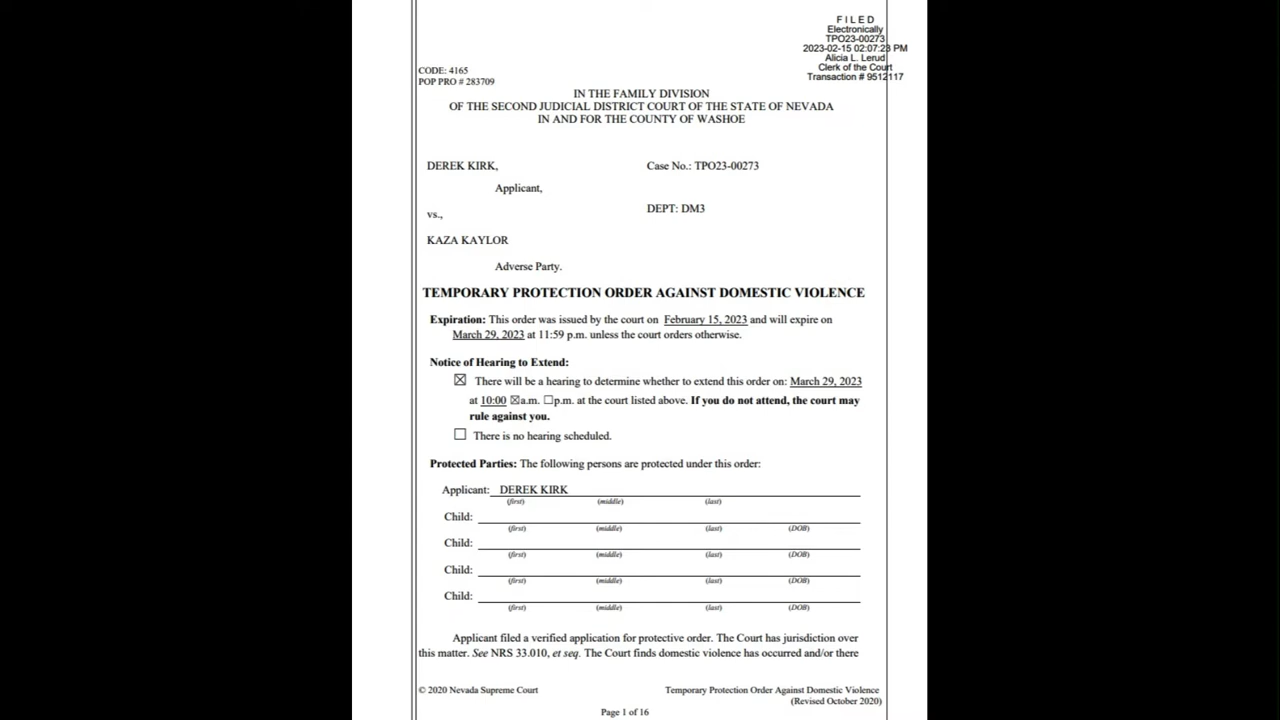 F I L E D
Electronically
TPO23-00273
2023-02-15 02:07:23 PM
Alicia L. Lerud
Clerk of the Court
Transaction # 9512117
CODE: 4165
POP PRO # 283709
IN THE FAMILY DIVISION
OF THE SECOND JUDICIAL DISTRICT COURT OF THE STATE OF NEVADA
IN AND FOR THE COUNTY OF WASHOE
DEREK KIRK,
Case No.: TPO23-00273
Applicant,
DEPT: DM3
vs.,
KAZA KAYLOR
Adverse Party.
TEMPORARY PROTECTION ORDER AGAINST DOMESTIC VIOLENCE
Expiration: This order was issued by the court on February 15, 2023 and will expire on
March 29, 2023 at 11:59 p.m. unless the court orders otherwise.
Notice of Hearing to Extend:
☒ There will be a hearing to determine whether to extend this order on: March 29, 2023
at 10:00 ☒a.m. ☐p.m. at the court listed above. If you do not attend, the court may
rule against you.
☐ There is no hearing scheduled.
Protected Parties: The following persons are protected under this order:
Applicant: DEREK KIRK
(first) (middle) (last)
Child:
(first) (middle) (last) (DOB)
Child:
(first) (middle) (last) (DOB)
Child:
(first) (middle) (last) (DOB)
Child:
(first) (middle) (last) (DOB)
Applicant filed a verified application for protective order. The Court has jurisdiction over
this matter. See NRS 33.010, et seq. The Court finds domestic violence has occurred and/or there
© 2020 Nevada Supreme Court
Temporary Protection Order Against Domestic Violence
(Revised October 2020)
Page 1 of 16